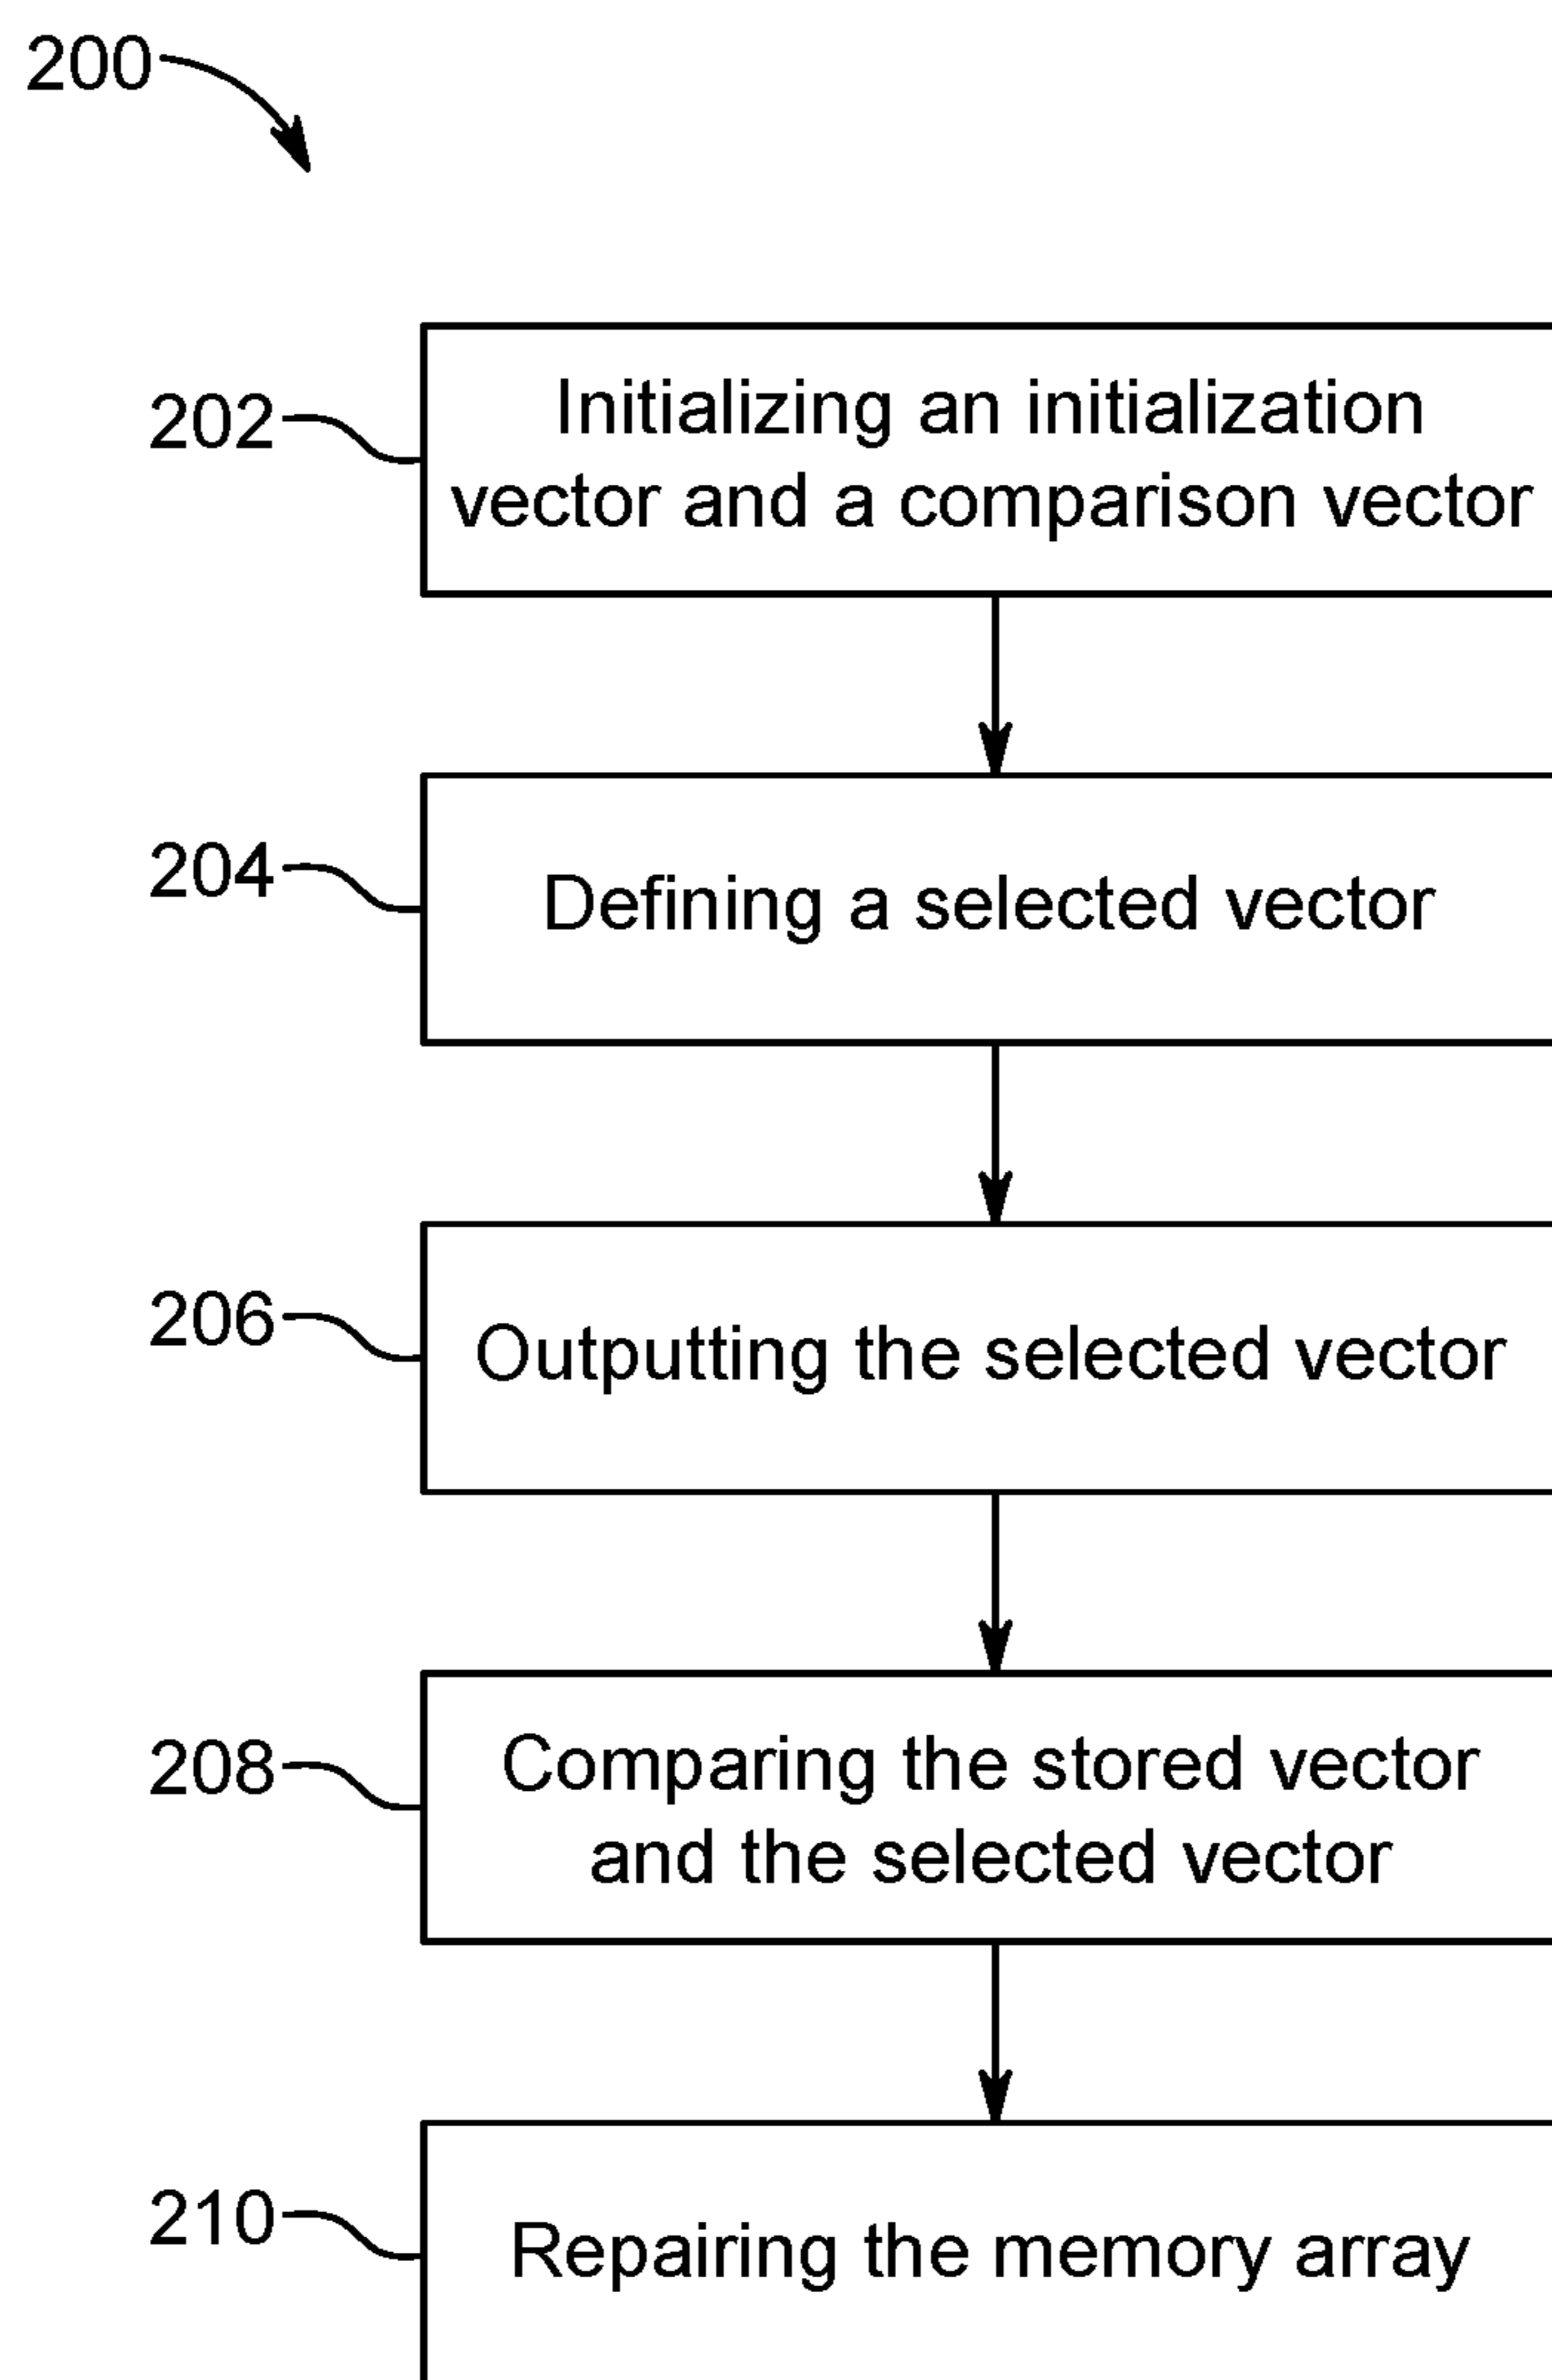 200
202
Initializing an initialization
vector and a comparison vector
204
Defining a selected vector
206
Outputting the selected vector
208
Comparing the stored vector
and the selected vector
210
Repairing the memory array